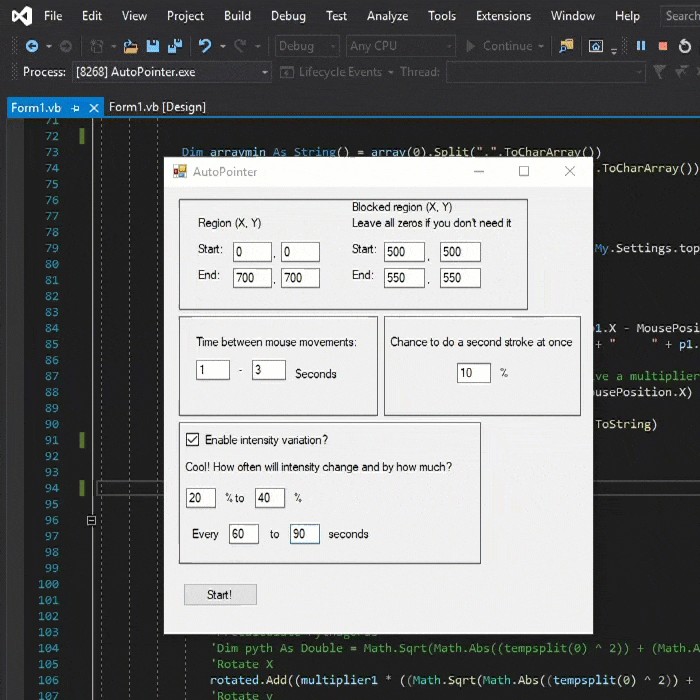 File Edit View Project Build Debug Test Analyze Tools Extensions Window Help Search
Debug Any CPU Continue
Process: [8268] AutoPointer.exe Lifecycle Events Thread:
Form1.vb Form1.vb [Design]
71
72
73 Dim arraymin As String() = array(0).Split(".".ToCharArray())
74 .ToCharArray())
75
76
77
78
79 My.Settings.top
80
81
82
83
84 1.X - MousePosi
85 + " " + p1.
86
87 ve a multiplier
88 usePosition.X)
89
90 ToString)
91
92
93
94
95
96
97
98
99
100
101
102
103
104 'Dim pyth As Double = Math.Sqrt(Math.Abs((tempsplit(0) ^ 2)) + (Math.A
105 'Rotate X
106 rotated.Add((multiplier1 * ((Math.Sqrt(Math.Abs((tempsplit(0) ^ 2)) +
107 'Rotate y
AutoPointer
Region (X, Y)
Start: 0 , 0
End: 700 , 700
Blocked region (X, Y)
Leave all zeros if you don't need it
Start: 500 , 500
End: 550 , 550
Time between mouse movements:
1 - 3 Seconds
Chance to do a second stroke at once
10 %
Enable intensity variation?
Cool! How often will intensity change and by how much?
20 % to 40 %
Every 60 to 90 seconds
Start!